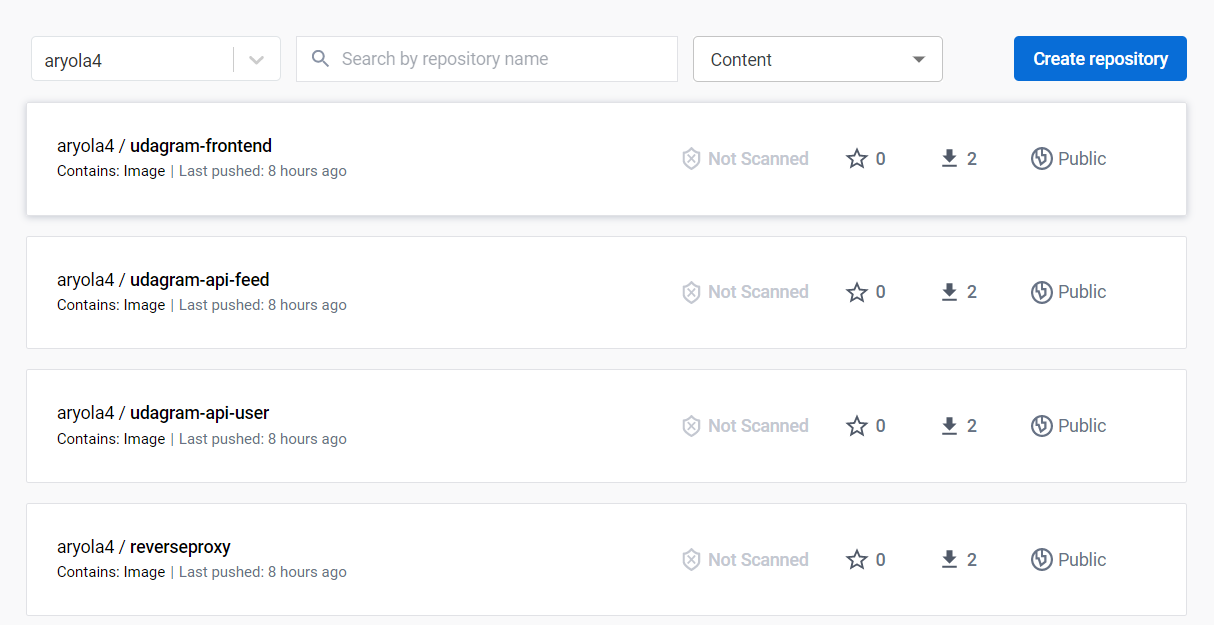 aryola4
Search by repository name
Content
Create repository
aryola4 / udagram-frontend
Contains: Image | Last pushed: 8 hours ago
Not Scanned
0
2
Public
aryola4 / udagram-api-feed
Contains: Image | Last pushed: 8 hours ago
Not Scanned
0
2
Public
aryola4 / udagram-api-user
Contains: Image | Last pushed: 8 hours ago
Not Scanned
0
2
Public
aryola4 / reverseproxy
Contains: Image | Last pushed: 8 hours ago
Not Scanned
0
2
Public